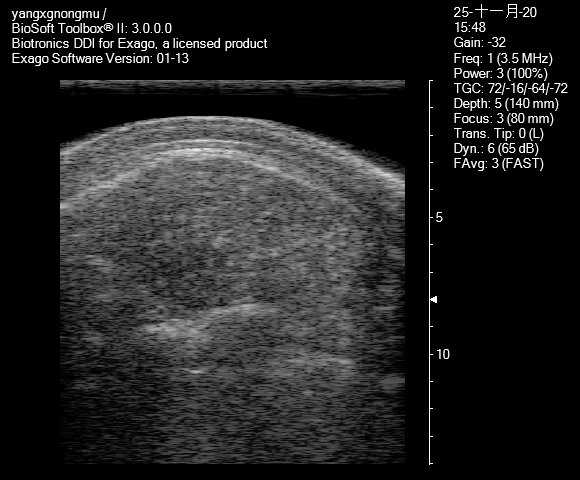 yangxgnongmu /
BioSoft Toolbox® II: 3.0.0.0
Biotronics DDI for Exago, a licensed product
Exago Software Version: 01-13
25-十一月-20
15:48
Gain: -32
Freq: 1 (3.5 MHz)
Power: 3 (100%)
TGC: 72/-16/-64/-72
Depth: 5 (140 mm)
Focus: 3 (80 mm)
Trans. Tip: 0 (L)
Dyn.: 6 (65 dB)
FAvg: 3 (FAST)
5
10